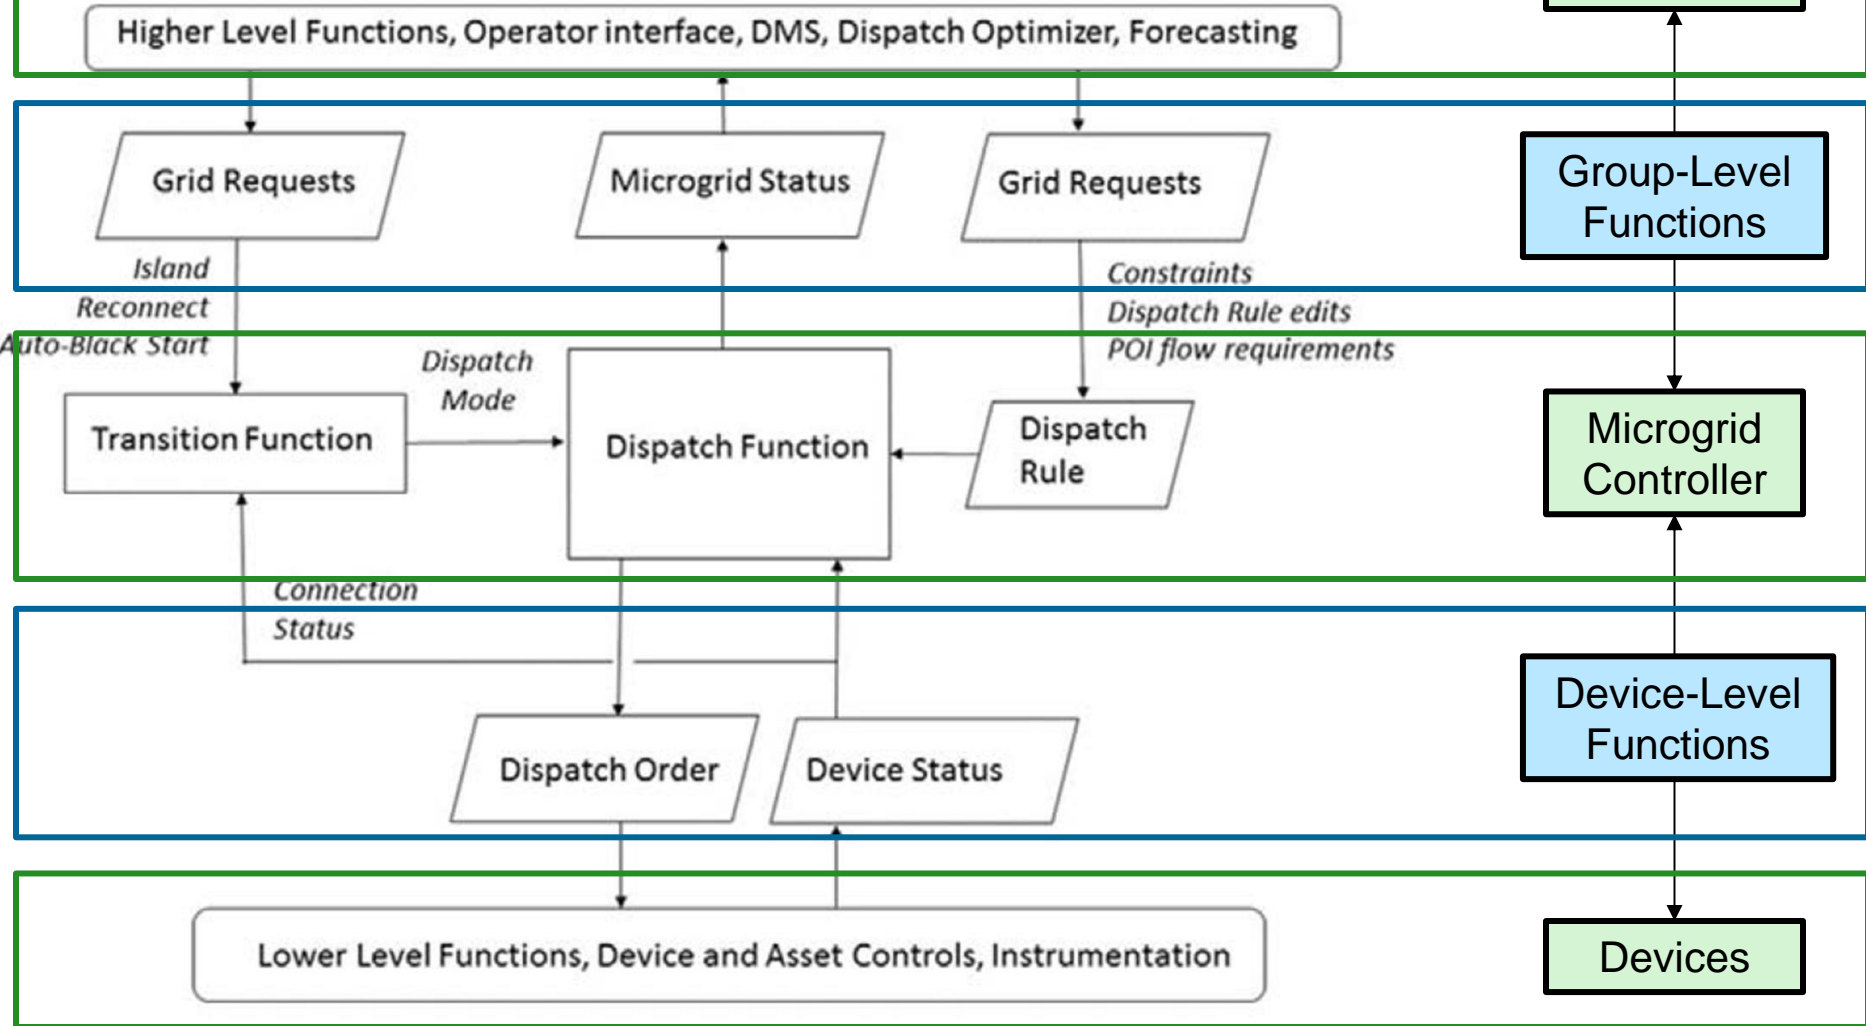 Higher Level Functions, Operator interface, DMS, Dispatch Optimizer, Forecasting
Grid Requests
Microgrid Status
Grid Requests
Group-Level
Functions
Island
Reconnect
Auto-Black Start
Constraints
Dispatch Rule edits
POI flow requirements
Dispatch
Mode
Transition Function
Dispatch Function
Dispatch
Rule
Microgrid
Controller
Connection
Status
Dispatch Order
Device Status
Device-Level
Functions
Lower Level Functions, Device and Asset Controls, Instrumentation
Devices